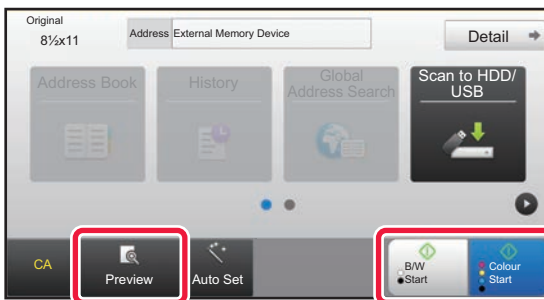 Original
8½x11
Address External Memory Device
Detail
Address Book
History
Global
Address Search
Scan to HDD/
USB
CA
Preview
Auto Set
B/W
Start
Colour
Start